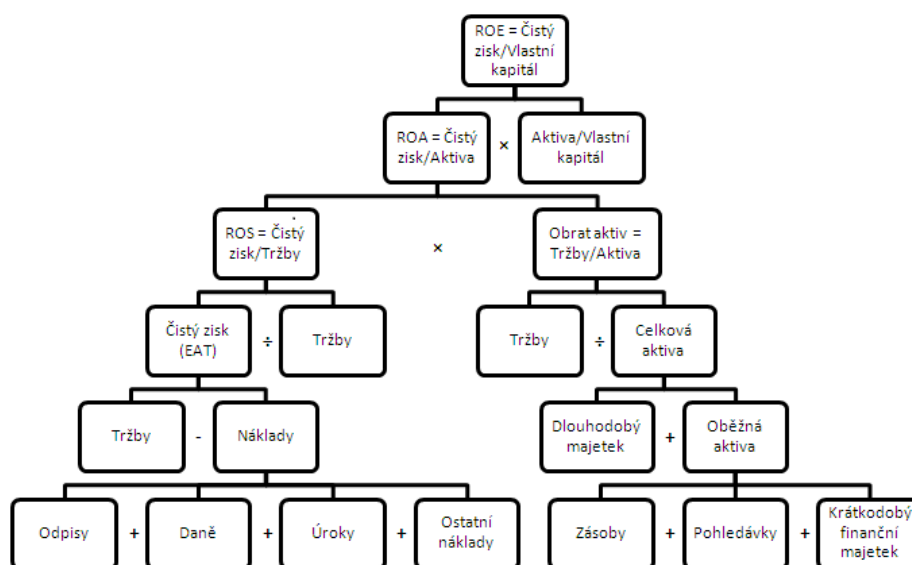 ROE = Čistý
zisk/Vlastní
kapitál
ROA = Čistý
zisk/Aktiva
×
Aktiva/Vlastní
kapitál
ROS = Čistý
zisk/Tržby
×
Obrat aktiv =
Tržby/Aktiva
Čistý zisk
(EAT)
÷
Tržby
Tržby
÷
Celková
aktiva
Tržby
-
Náklady
Dlouhodobý
majetek
+
Oběžná
aktiva
Odpisy
+
Daně
+
Úroky
+
Ostatní
náklady
Zásoby
+
Pohledávky
+
Krátkodobý
finanční
majetek